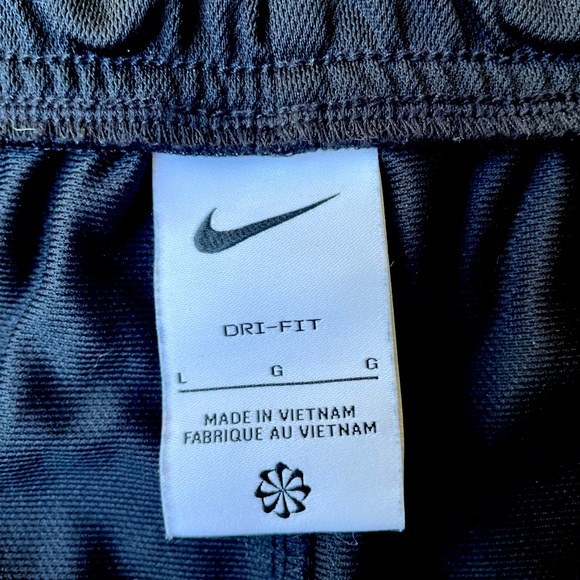 DRI-FIT
L G G
MADE IN VIETNAM
FABRIQUE AU VIETNAM